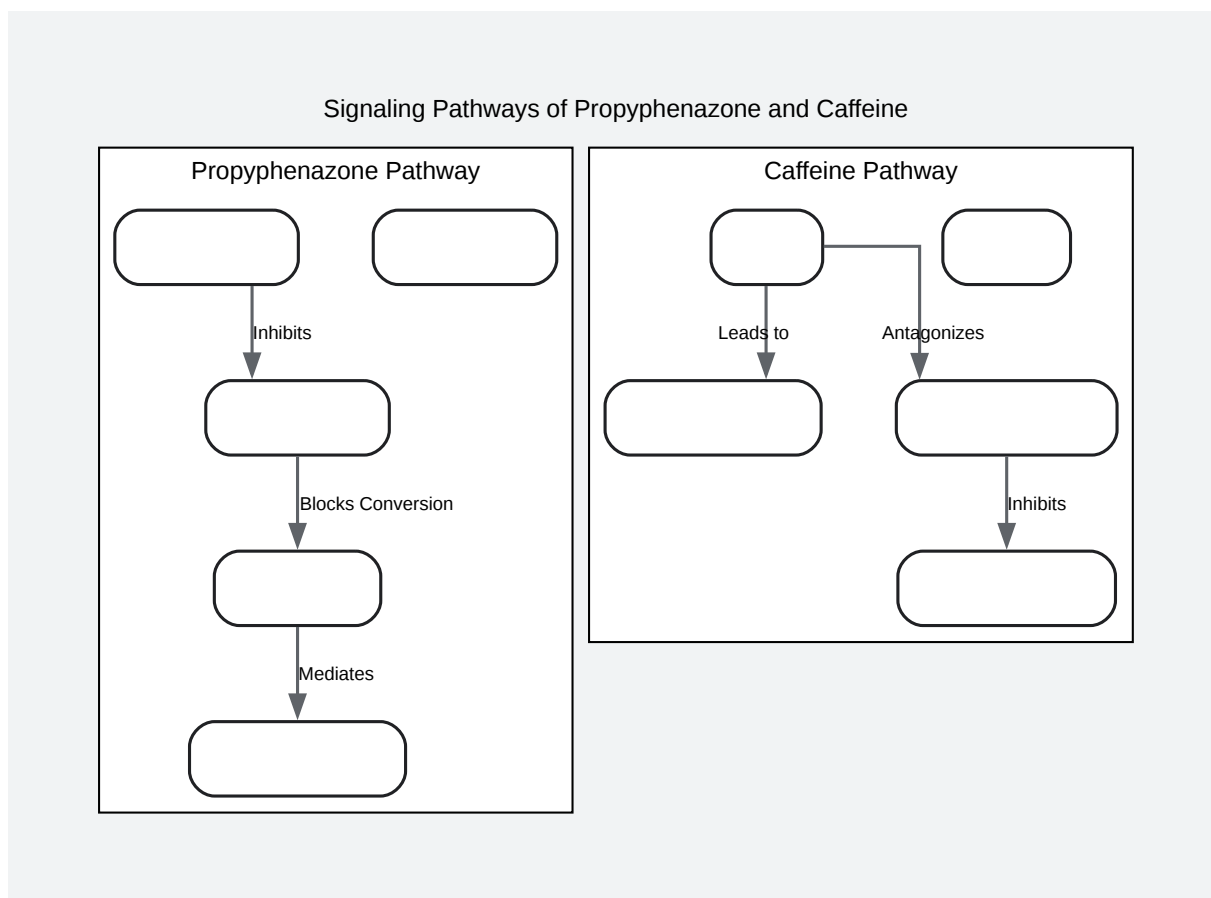 Signaling Pathways of Propyphenazone and Caffeine
Propyphenazone Pathway
Inhibits
Blocks Conversion
Mediates
Caffeine Pathway
Leads to
Antagonizes
Inhibits